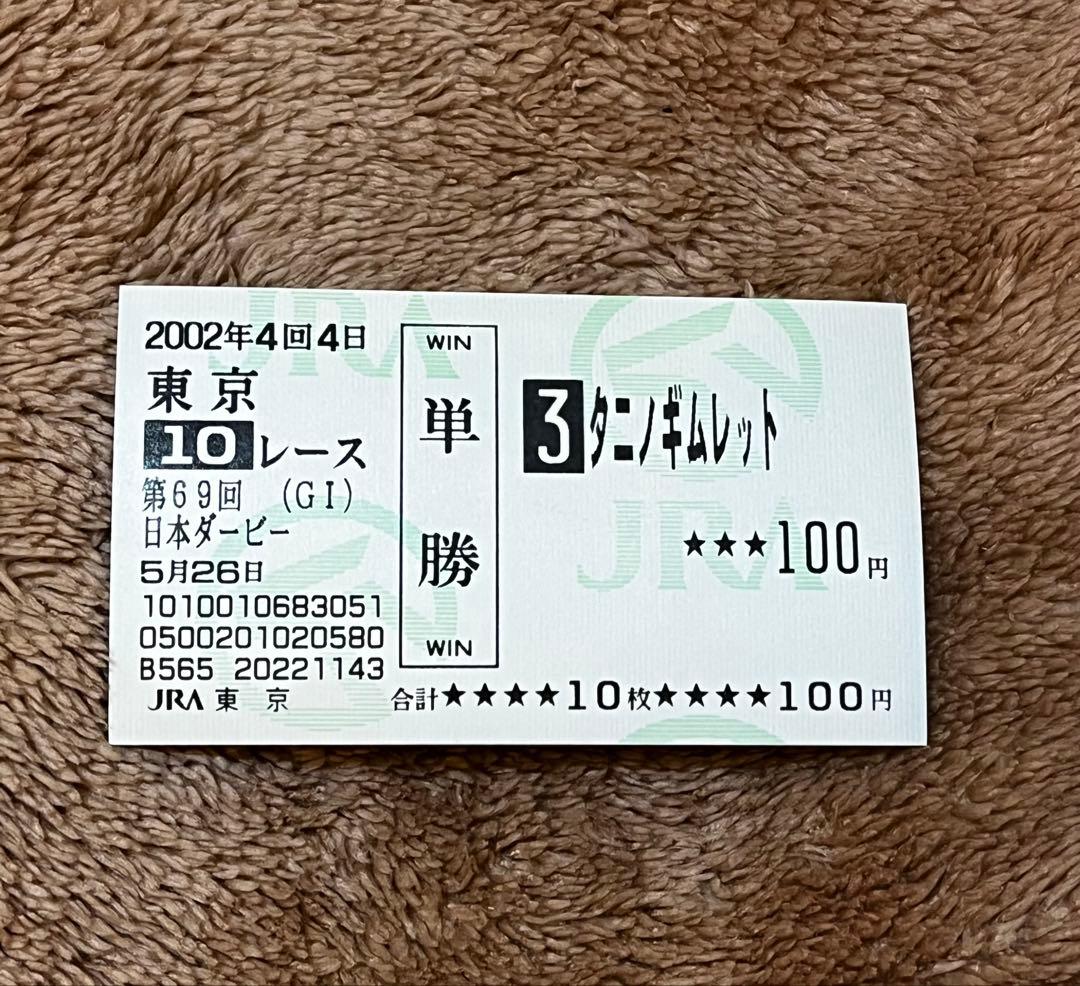 2002年4回4日
東京
10レース
第69回 (GI)
日本ダービー
5月26日
1010010683051
0500201020580
B565 20221143
JRA 東 京
WIN
単勝
WIN
3 タニノギムレット
★★★100円
合計★★★★10枚★★★★100円
JRA
JRA